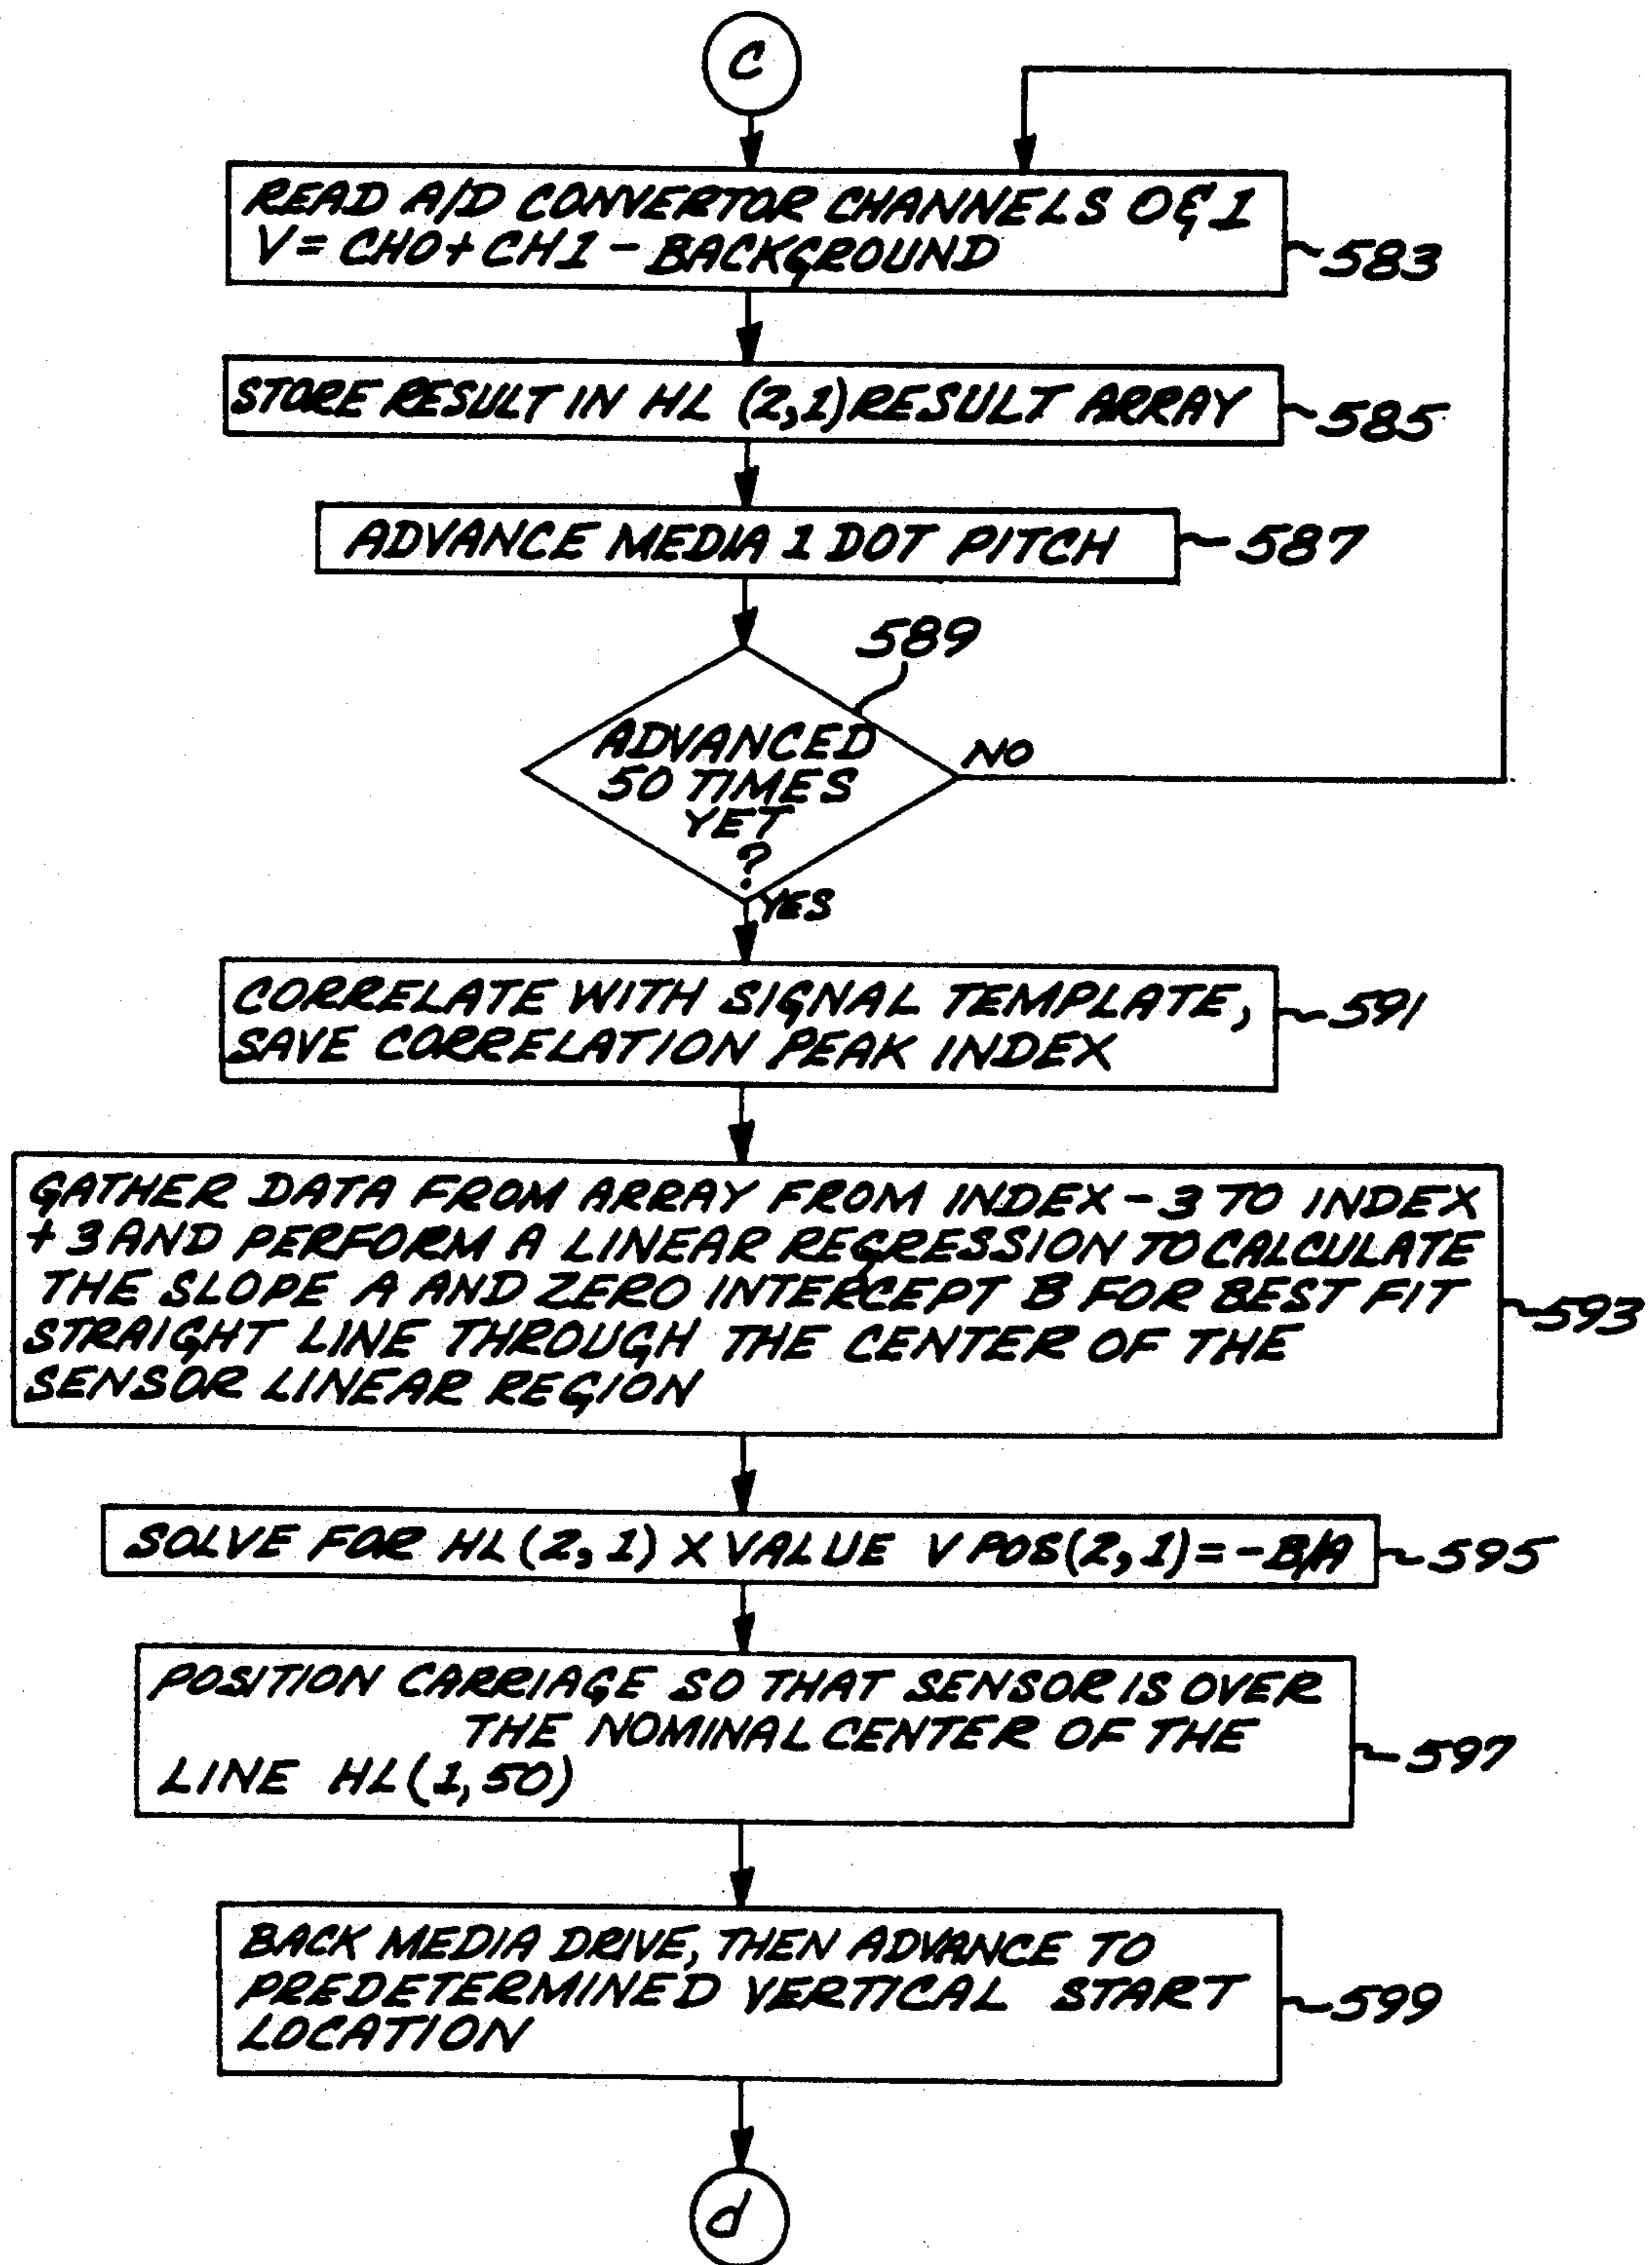 C
READ A/D CONVERTOR CHANNELS 0 & 1
V = CH0 + CH1 - BACKGROUND
583
STORE RESULT IN HL (2,1) RESULT ARRAY
585
ADVANCE MEDIA 1 DOT PITCH
587
589
ADVANCED
50 TIMES
YET
?
NO
YES
CORRELATE WITH SIGNAL TEMPLATE,
SAVE CORRELATION PEAK INDEX
591
GATHER DATA FROM ARRAY FROM INDEX - 3 TO INDEX
+ 3 AND PERFORM A LINEAR REGRESSION TO CALCULATE
THE SLOPE A AND ZERO INTERCEPT B FOR BEST FIT
STRAIGHT LINE THROUGH THE CENTER OF THE
SENSOR LINEAR REGION
593
SOLVE FOR HL(2,1) X VALUE V POS(2,1) = -B/A
595
POSITION CARRIAGE SO THAT SENSOR IS OVER
THE NOMINAL CENTER OF THE
LINE HL(1,50)
597
BACK MEDIA DRIVE, THEN ADVANCE TO
PREDETERMINED VERTICAL START
LOCATION
599
d